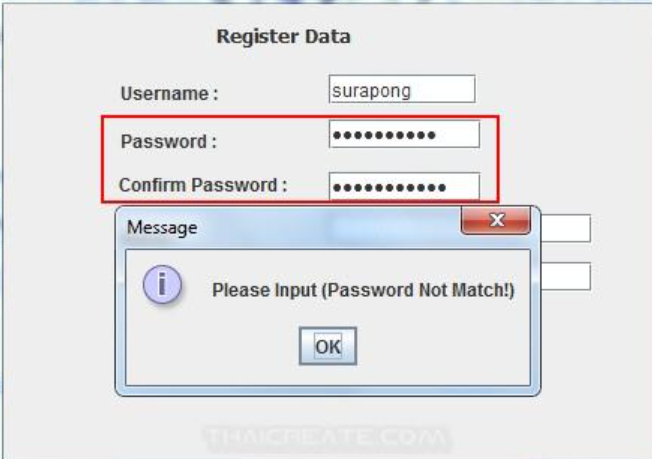 Register Data
Username : surapong
Password : ••••••••••
Confirm Password : •••••••••••
Message
Please Input (Password Not Match!)
OK
THAICREATE.COM